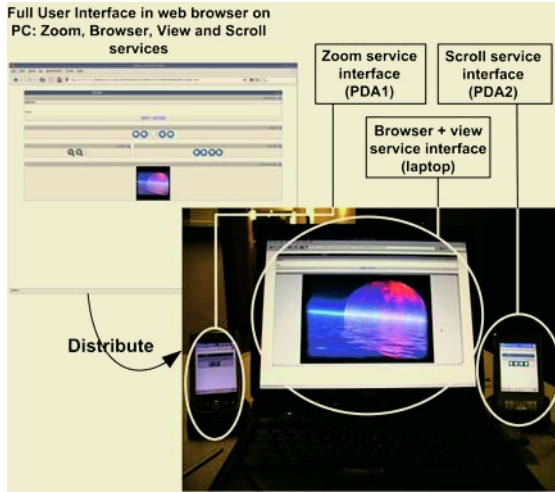 Full User Interface in web browser on
PC: Zoom, Browser, View and Scroll
services
Zoom service
interface
(PDA1)
Scroll service
interface
(PDA2)
Browser + view
service interface
(laptop)
Distribute